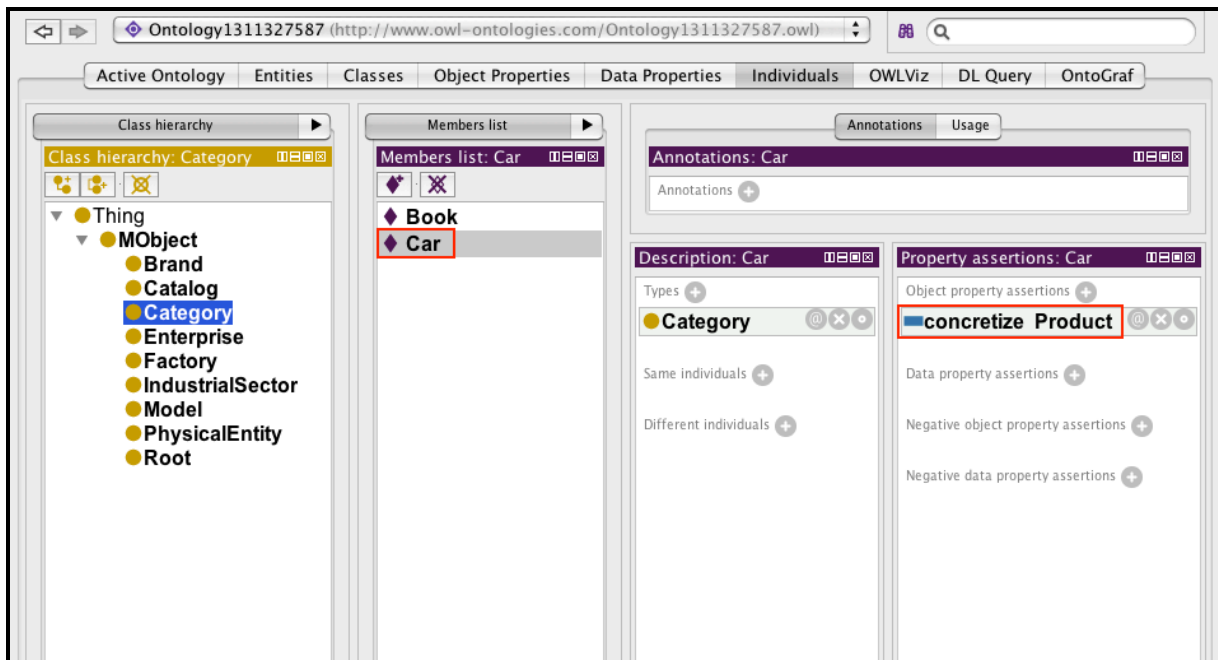 Ontology1311327587 (http://www.owl-ontologies.com/Ontology1311327587.owl)
Active Ontology Entities Classes Object Properties Data Properties Individuals OWLViz DL Query OntoGraf
Class hierarchy
Class hierarchy: Category
Thing
MObject
Brand
Catalog
Category
Enterprise
Factory
IndustrialSector
Model
PhysicalEntity
Root
Members list
Members list: Car
Book
Car
Annotations Usage
Annotations: Car
Annotations
Description: Car
Types
Category
Same individuals
Different individuals
Property assertions: Car
Object property assertions
concretize Product
Data property assertions
Negative object property assertions
Negative data property assertions